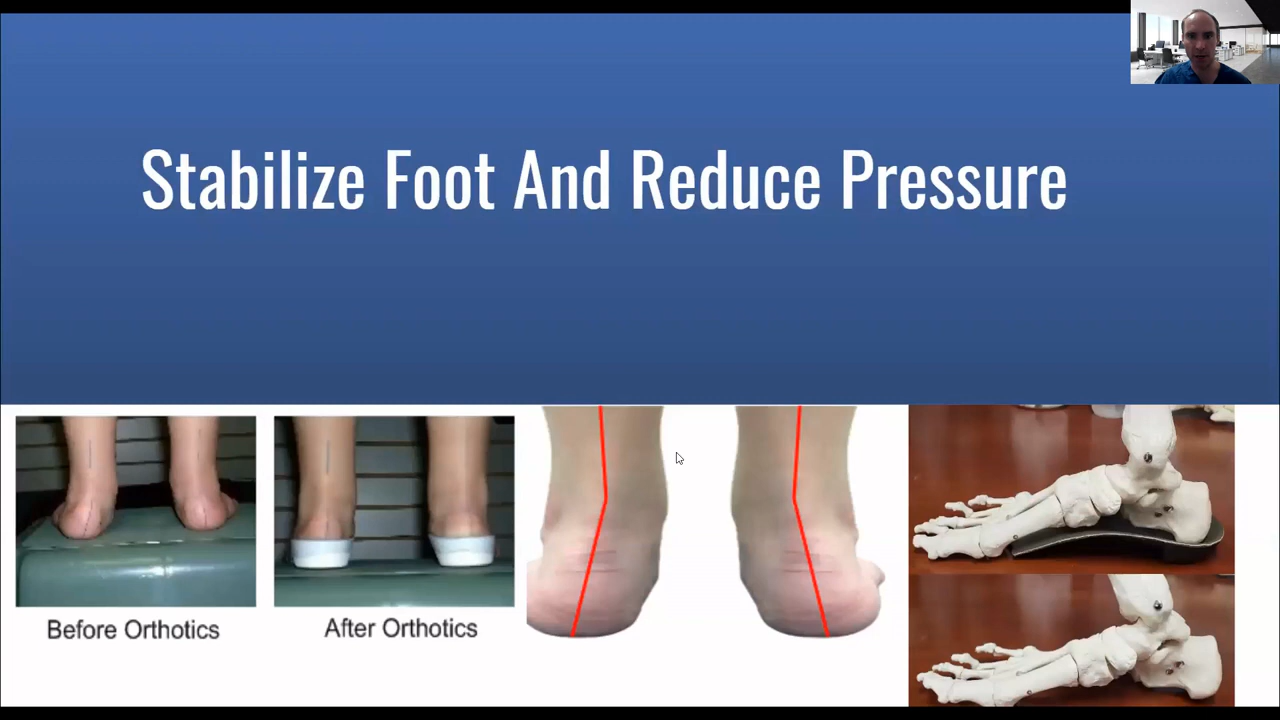 Stabilize Foot And Reduce Pressure
Before Orthotics
After Orthotics